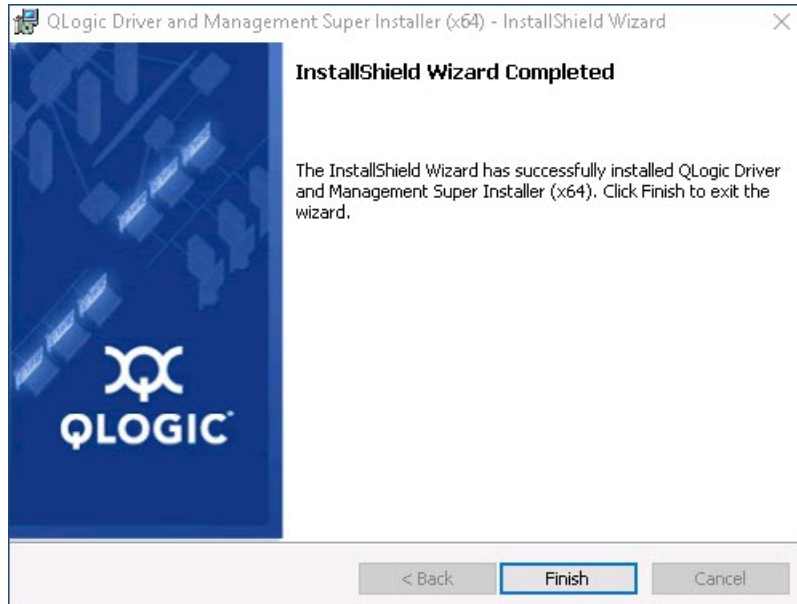 QLogic Driver and Management Super Installer (x64) - InstallShield Wizard
InstallShield Wizard Completed
The InstallShield Wizard has successfully installed QLogic Driver
and Management Super Installer (x64). Click Finish to exit the
wizard.
QLOGIC
< Back
Finish
Cancel